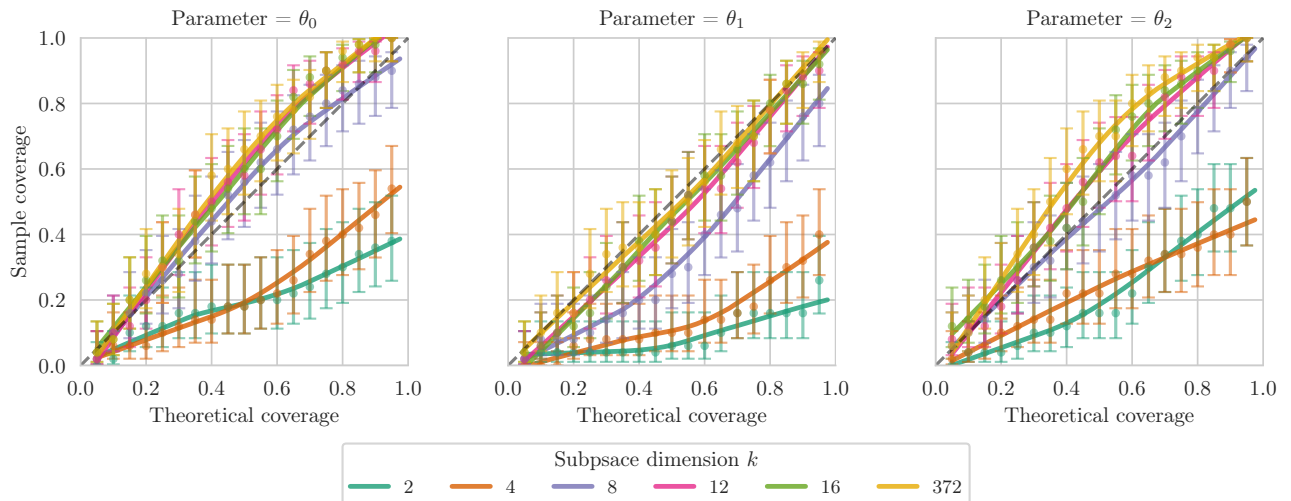 Parameter = θ₀
Parameter = θ₁
Parameter = θ₂
Sample coverage
1.0
0.8
0.6
0.4
0.2
0.0
0.0 0.2 0.4 0.6 0.8 1.0
0.0 0.2 0.4 0.6 0.8 1.0
0.0 0.2 0.4 0.6 0.8 1.0
Theoretical coverage
Theoretical coverage
Theoretical coverage
Subpsace dimension k
2 4 8 12 16 372